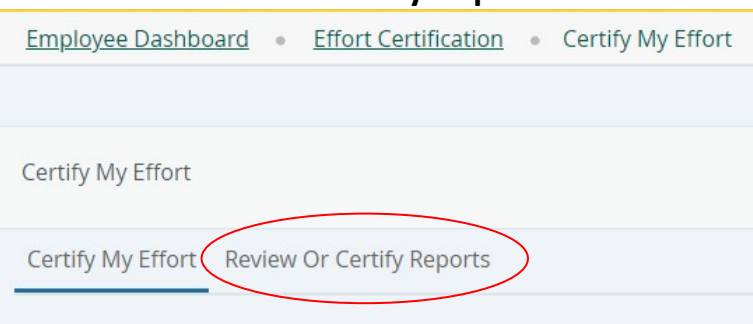 Employee Dashboard • Effort Certification • Certify My Effort
Certify My Effort
Certify My Effort Review Or Certify Reports